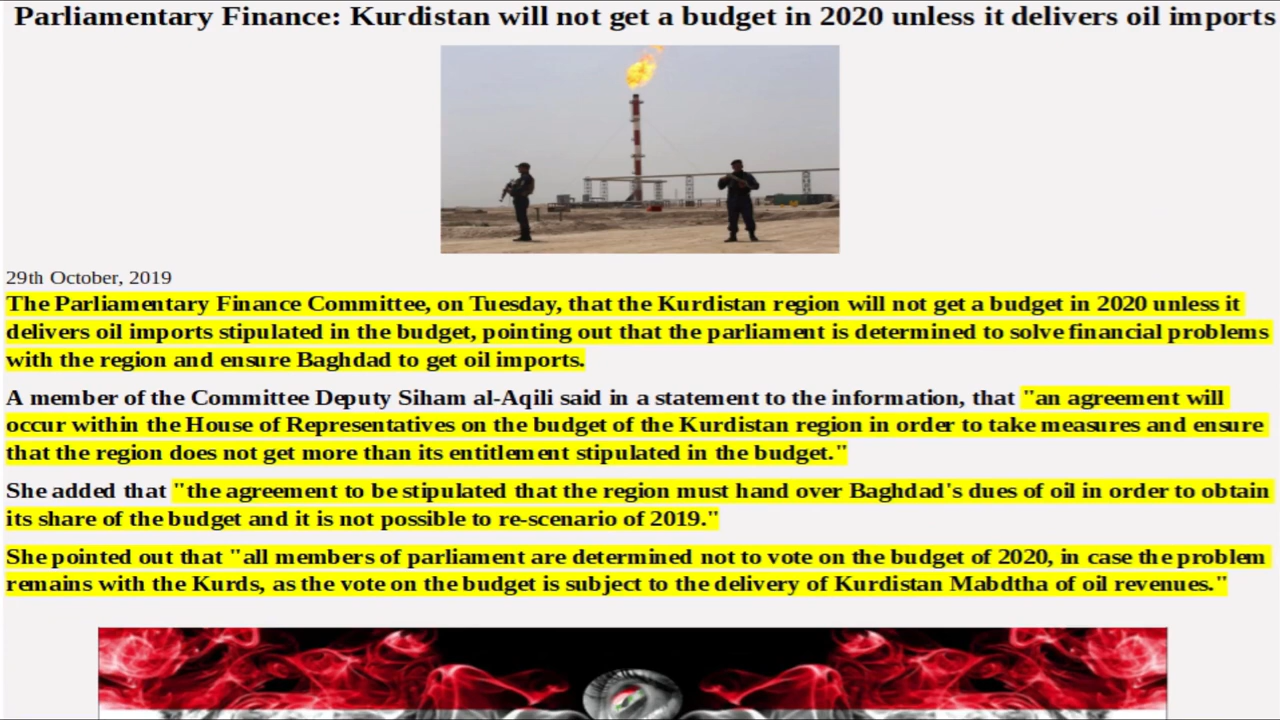 Parliamentary Finance: Kurdistan will not get a budget in 2020 unless it delivers oil imports
29th October, 2019
The Parliamentary Finance Committee, on Tuesday, that the Kurdistan region will not get a budget in 2020 unless it
delivers oil imports stipulated in the budget, pointing out that the parliament is determined to solve financial problems
with the region and ensure Baghdad to get oil imports.
A member of the Committee Deputy Siham al-Aqili said in a statement to the information, that "an agreement will
occur within the House of Representatives on the budget of the Kurdistan region in order to take measures and ensure
that the region does not get more than its entitlement stipulated in the budget."
She added that "the agreement to be stipulated that the region must hand over Baghdad's dues of oil in order to obtain
its share of the budget and it is not possible to re-scenario of 2019."
She pointed out that "all members of parliament are determined not to vote on the budget of 2020, in case the problem
remains with the Kurds, as the vote on the budget is subject to the delivery of Kurdistan Mabdtha of oil revenues."